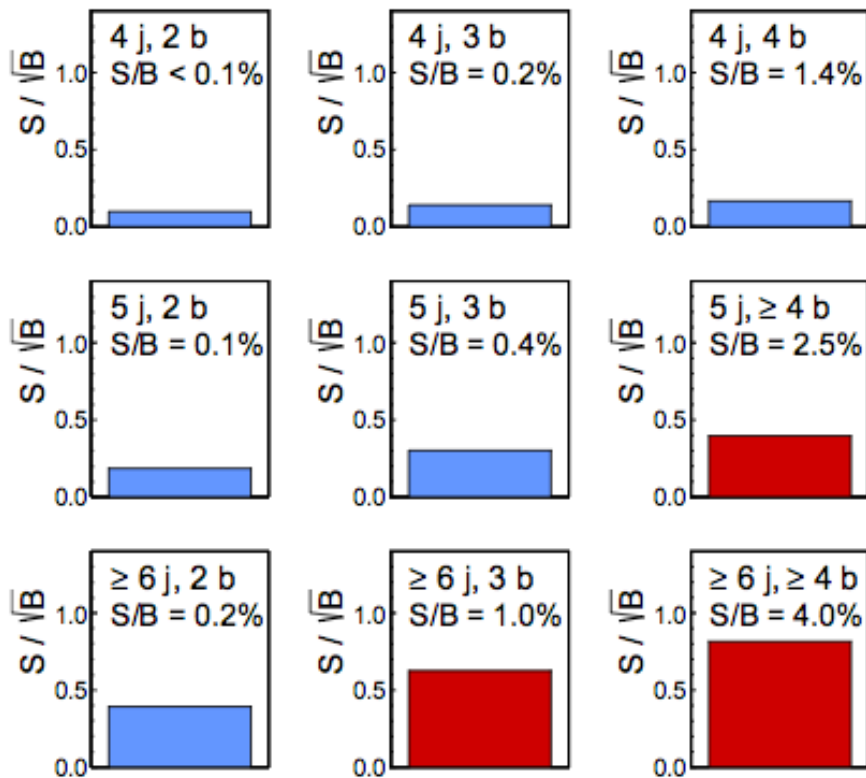 4 j, 2 b
S/B < 0.1%
S / √B
1.0
0.5
0.0
4 j, 3 b
S/B = 0.2%
S / √B
1.0
0.5
0.0
4 j, 4 b
S/B = 1.4%
S / √B
1.0
0.5
0.0
5 j, 2 b
S/B = 0.1%
S / √B
1.0
0.5
0.0
5 j, 3 b
S/B = 0.4%
S / √B
1.0
0.5
0.0
5 j, ≥ 4 b
S/B = 2.5%
S / √B
1.0
0.5
0.0
≥ 6 j, 2 b
S/B = 0.2%
S / √B
1.0
0.5
0.0
≥ 6 j, 3 b
S/B = 1.0%
S / √B
1.0
0.5
0.0
≥ 6 j, ≥ 4 b
S/B = 4.0%
S / √B
1.0
0.5
0.0